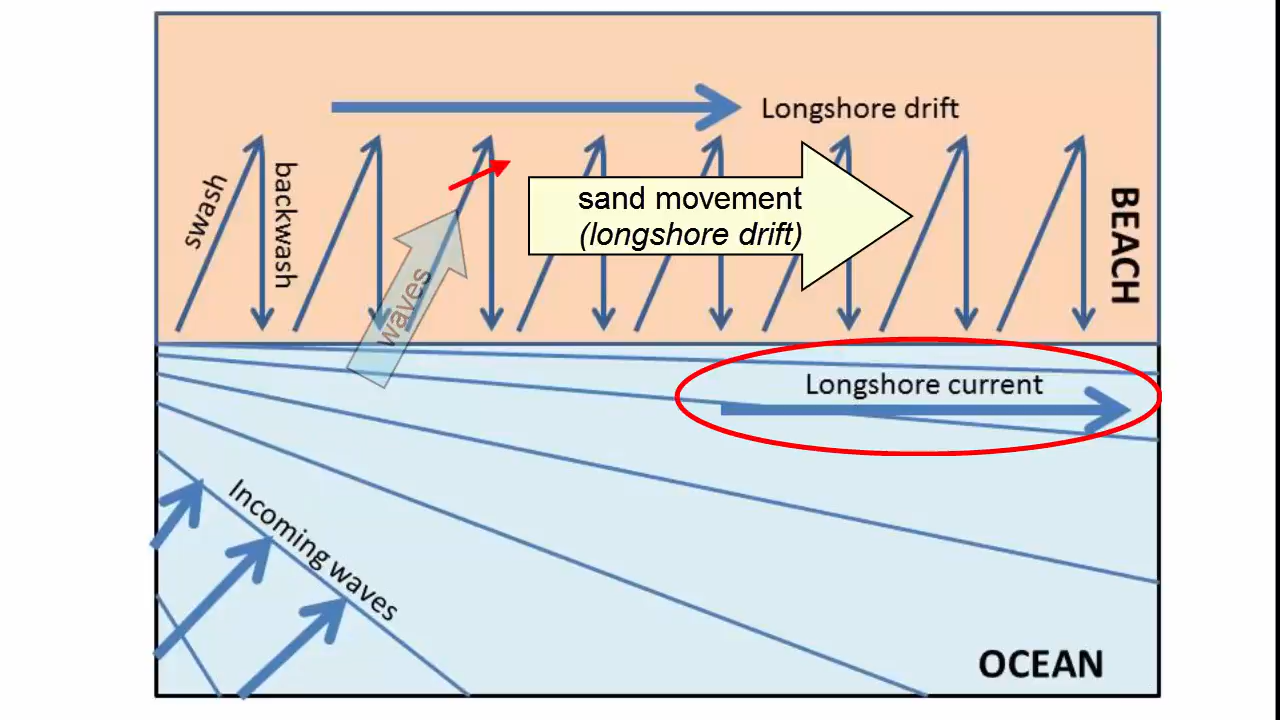 Longshore drift
swash
backwash
sand movement
(longshore drift)
BEACH
waves
Longshore current
Incoming waves
OCEAN